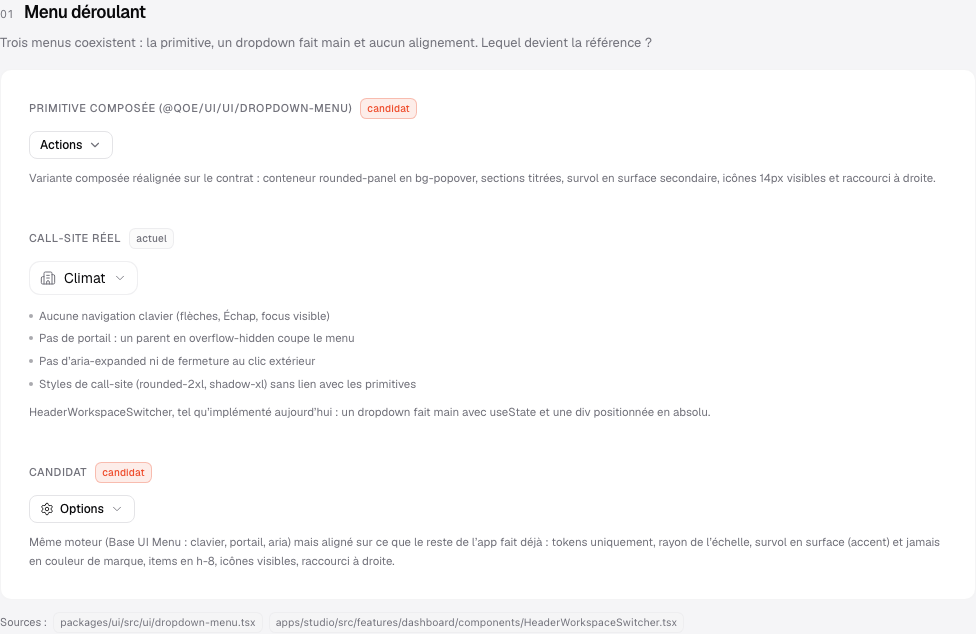 01 Menu déroulant
Trois menus coexistent : la primitive, un dropdown fait main et aucun alignement. Lequel devient la référence ?
PRIMITIVE COMPOSÉE (@QOE/UI/UI/DROPDOWN-MENU) candidat
Actions
Variante composée réalignée sur le contrat : conteneur rounded-panel en bg-popover, sections titrées, survol en surface secondaire, icônes 14px visibles et raccourci à droite.
CALL-SITE RÉEL actuel
Climat
Aucune navigation clavier (flèches, Échap, focus visible)
Pas de portail : un parent en overflow-hidden coupe le menu
Pas d'aria-expanded ni de fermeture au clic extérieur
Styles de call-site (rounded-2xl, shadow-xl) sans lien avec les primitives
HeaderWorkspaceSwitcher, tel qu'implémenté aujourd'hui : un dropdown fait main avec useState et une div positionnée en absolu.
CANDIDAT candidat
Options
Même moteur (Base UI Menu : clavier, portail, aria) mais aligné sur ce que le reste de l'app fait déjà : tokens uniquement, rayon de l'échelle, survol en surface (accent) et jamais
en couleur de marque, items en h-8, icônes visibles, raccourci à droite.
Sources : packages/ui/src/ui/dropdown-menu.tsx apps/studio/src/features/dashboard/components/HeaderWorkspaceSwitcher.tsx